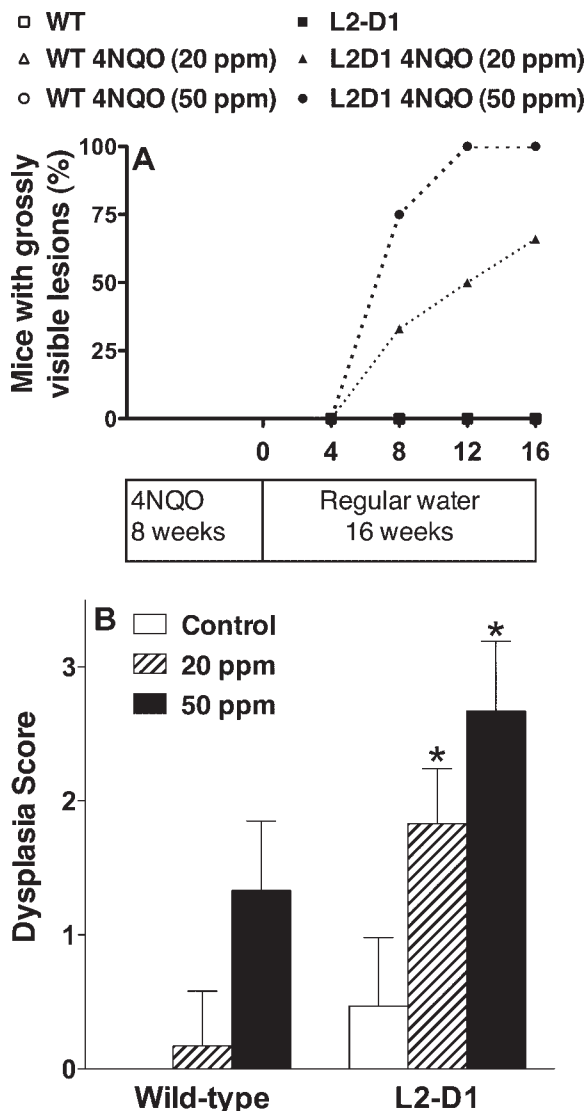 WT L2-D1
WT 4NQO (20 ppm) L2D1 4NQO (20 ppm)
WT 4NQO (50 ppm) L2D1 4NQO (50 ppm)
A
Mice with grossly
visible lesions (%)
100
75
50
25
0
0 4 8 12 16
4NQO
8 weeks
Regular water
16 weeks
B
Control
20 ppm
50 ppm
Dysplasia Score
3
2
1
0
* *
Wild-type L2-D1